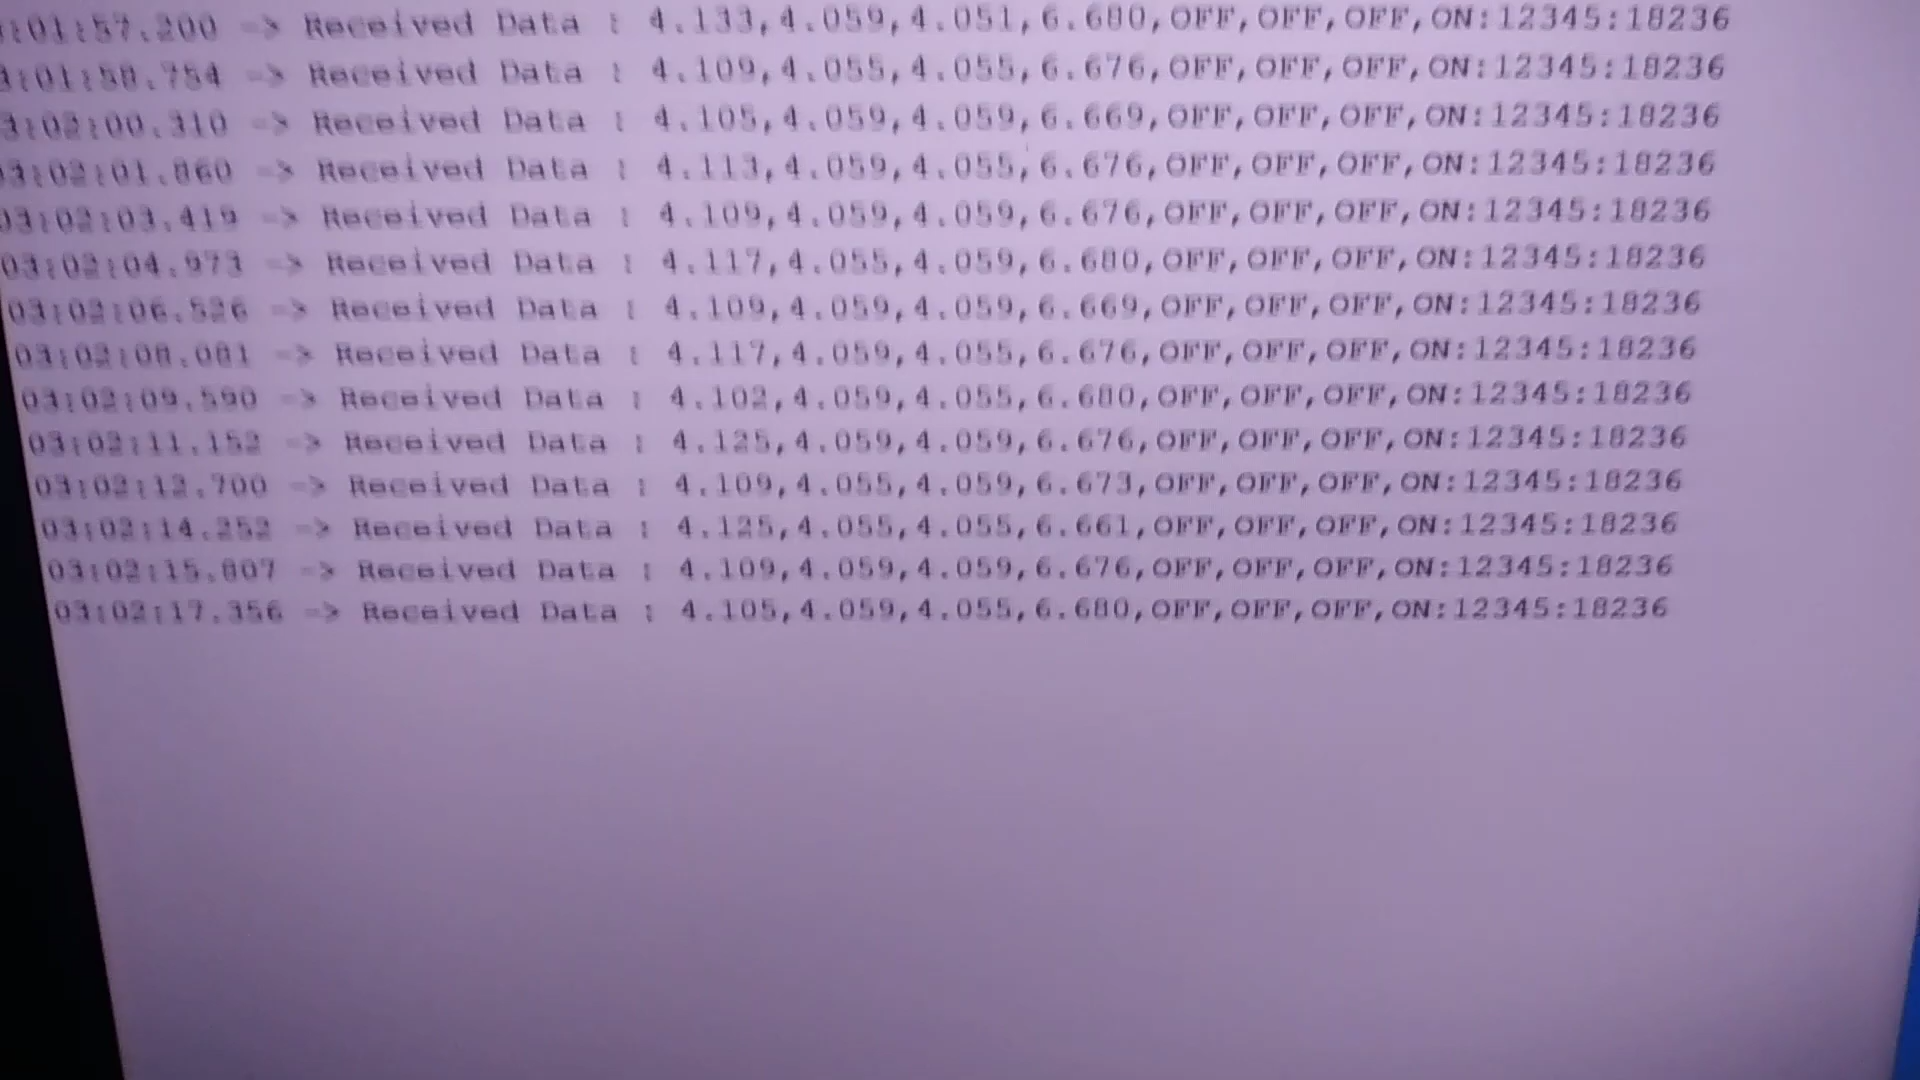 :01:57.200 => Received Data : 4.133,4.059,4.051,6.680,OFF,OFF,OFF,ON:12345:18236
3:01:58.754 => Received Data : 4.109,4.055,4.055,6.676,OFF,OFF,OFF,ON:12345:18236
3:02:00.310 => Received Data : 4.105,4.059,4.059,6.669,OFF,OFF,OFF,ON:12345:18236
03:02:01.860 => Received Data : 4.113,4.059,4.055,6.676,OFF,OFF,OFF,ON:12345:18236
03:02:03.419 => Received Data : 4.109,4.059,4.059,6.676,OFF,OFF,OFF,ON:12345:18236
03:02:04.973 => Received Data : 4.117,4.055,4.059,6.680,OFF,OFF,OFF,ON:12345:18236
03:02:06.526 => Received Data : 4.109,4.059,4.059,6.669,OFF,OFF,OFF,ON:12345:18236
03:02:08.081 => Received Data : 4.117,4.059,4.055,6.676,OFF,OFF,OFF,ON:12345:18236
03:02:09.590 => Received Data : 4.102,4.059,4.055,6.680,OFF,OFF,OFF,ON:12345:18236
03:02:11.152 => Received Data : 4.125,4.059,4.059,6.676,OFF,OFF,OFF,ON:12345:18236
03:02:12.700 => Received Data : 4.109,4.055,4.059,6.673,OFF,OFF,OFF,ON:12345:18236
03:02:14.252 => Received Data : 4.125,4.055,4.055,6.661,OFF,OFF,OFF,ON:12345:18236
03:02:15.807 => Received Data : 4.109,4.059,4.059,6.676,OFF,OFF,OFF,ON:12345:18236
03:02:17.356 => Received Data : 4.105,4.059,4.055,6.680,OFF,OFF,OFF,ON:12345:18236